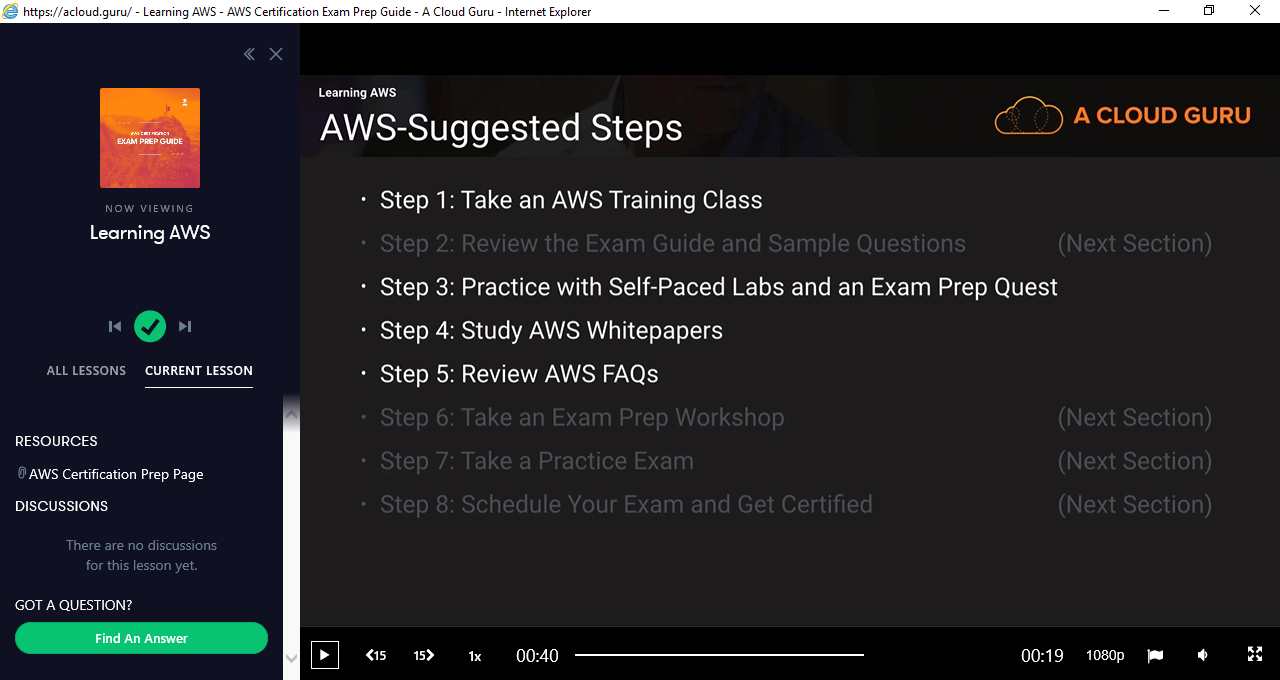 https://acloud.guru/ - Learning AWS - AWS Certification Exam Prep Guide - A Cloud Guru - Internet Explorer
AWS CERTIFICATION
EXAM PREP GUIDE
NOW VIEWING
Learning AWS
ALL LESSONS CURRENT LESSON
RESOURCES
AWS Certification Prep Page
DISCUSSIONS
There are no discussions
for this lesson yet.
GOT A QUESTION?
Find An Answer
Learning AWS
AWS-Suggested Steps
A CLOUD GURU
• Step 1: Take an AWS Training Class
• Step 2: Review the Exam Guide and Sample Questions (Next Section)
• Step 3: Practice with Self-Paced Labs and an Exam Prep Quest
• Step 4: Study AWS Whitepapers
• Step 5: Review AWS FAQs
• Step 6: Take an Exam Prep Workshop (Next Section)
• Step 7: Take a Practice Exam (Next Section)
• Step 8: Schedule Your Exam and Get Certified (Next Section)
15 15 1x 00:40 00:19 1080p